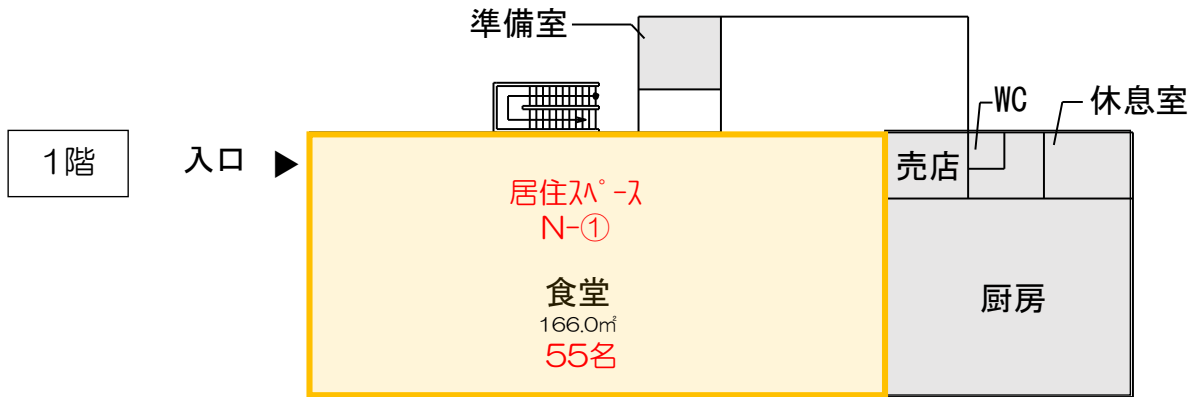 準備室
WC
休息室
1階
入口 ▶
売店
居住ｽﾍﾟｰｽ
N-①
食堂
166.0㎡
55名
厨房